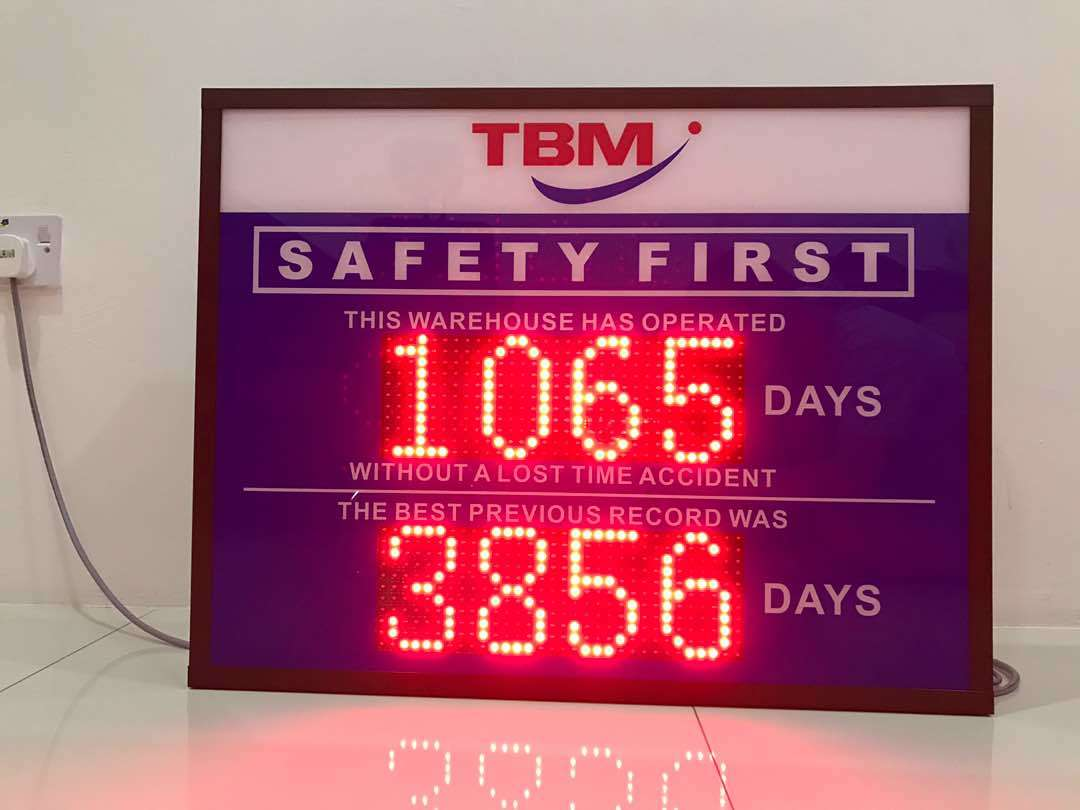 TBM
SAFETY FIRST
THIS WAREHOUSE HAS OPERATED
1065 DAYS
WITHOUT A LOST TIME ACCIDENT
THE BEST PREVIOUS RECORD WAS
3856 DAYS